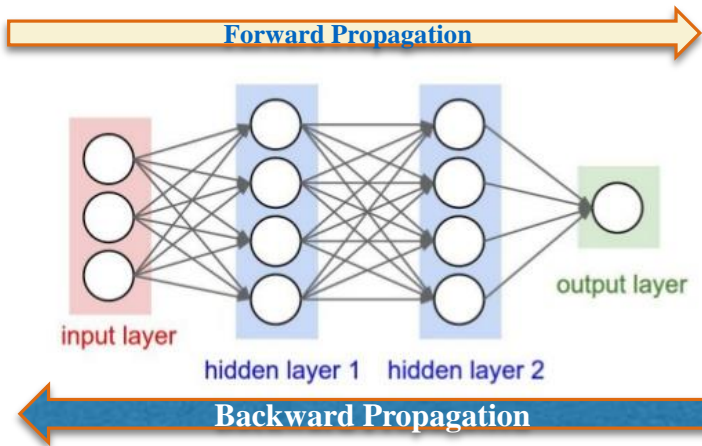 Forward Propagation
input layer
hidden layer 1
hidden layer 2
output layer
Backward Propagation